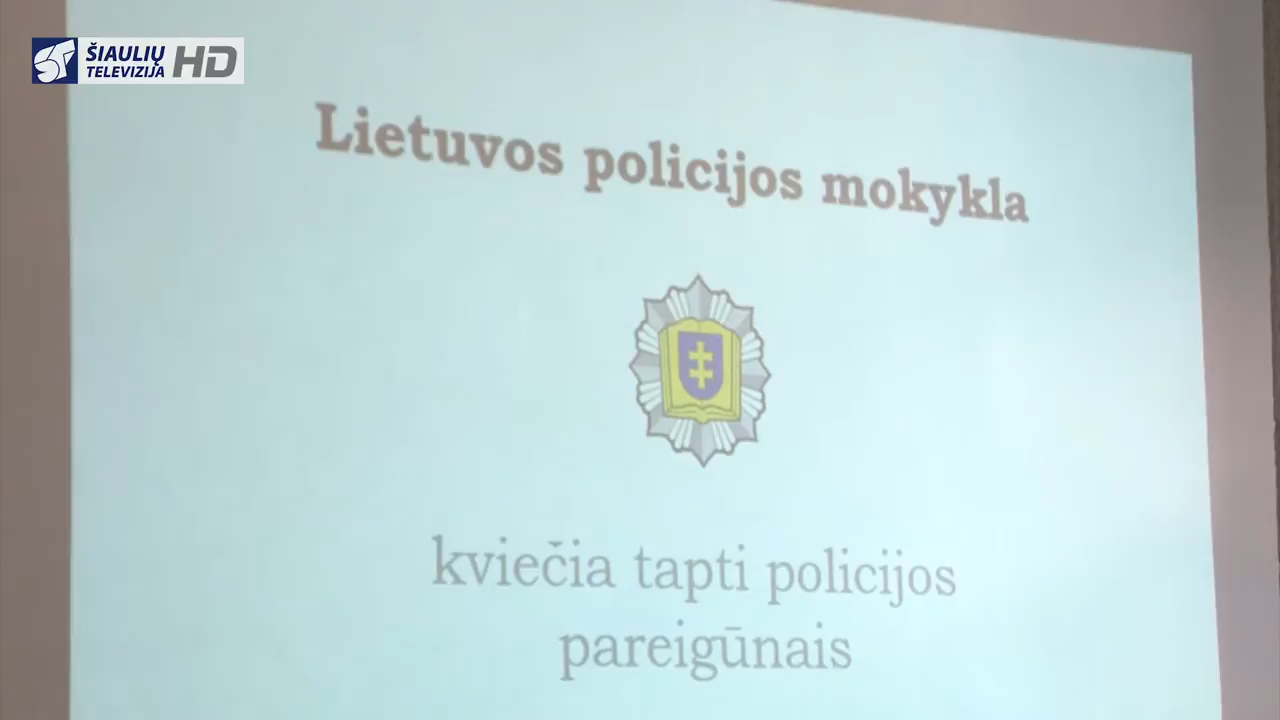 ŠIAULIŲ
TELEVIZIJA HD
Lietuvos policijos mokykla
kviečia tapti policijos
pareigūnais